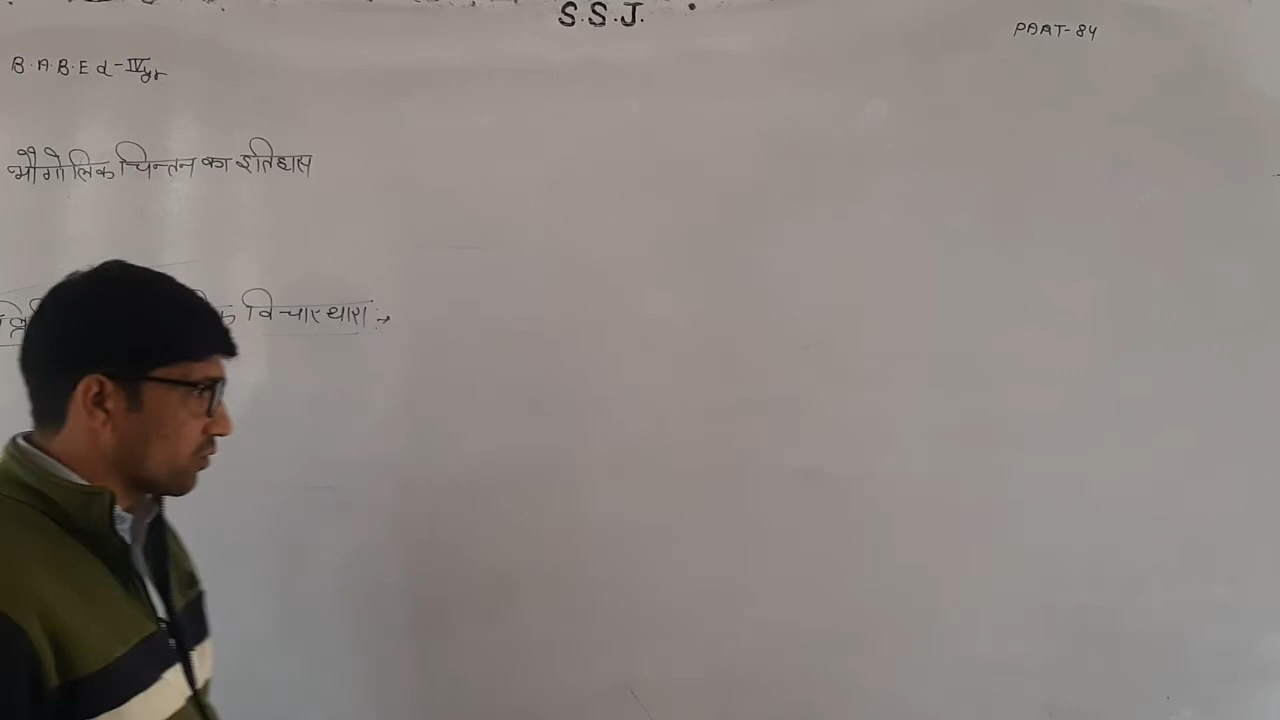 S.S.J.
PART-84
B.A.B.Ed-IVyr
भौगोलिक चिन्तन का इतिहास
विचारधारा :→